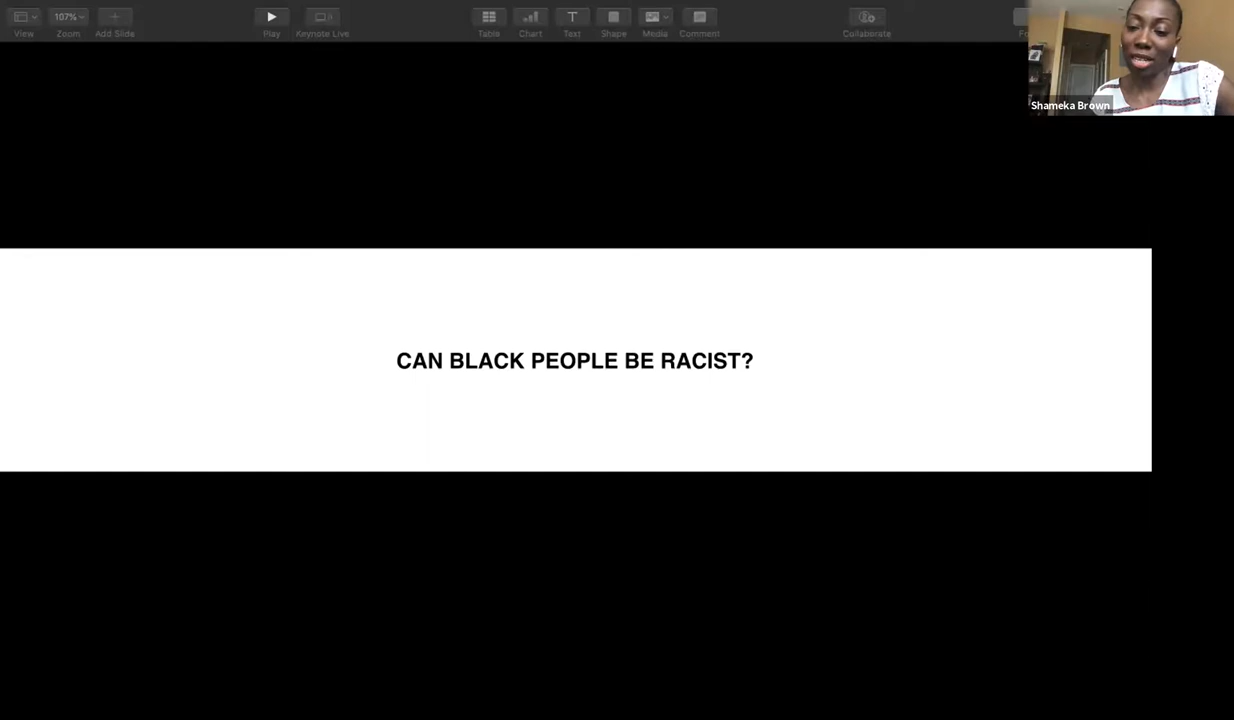 107%
View
Zoom
Add Slide
Play
Keynote Live
Table
Chart
Text
Shape
Media
Comment
Collaborate
Shameka Brown
CAN BLACK PEOPLE BE RACIST?